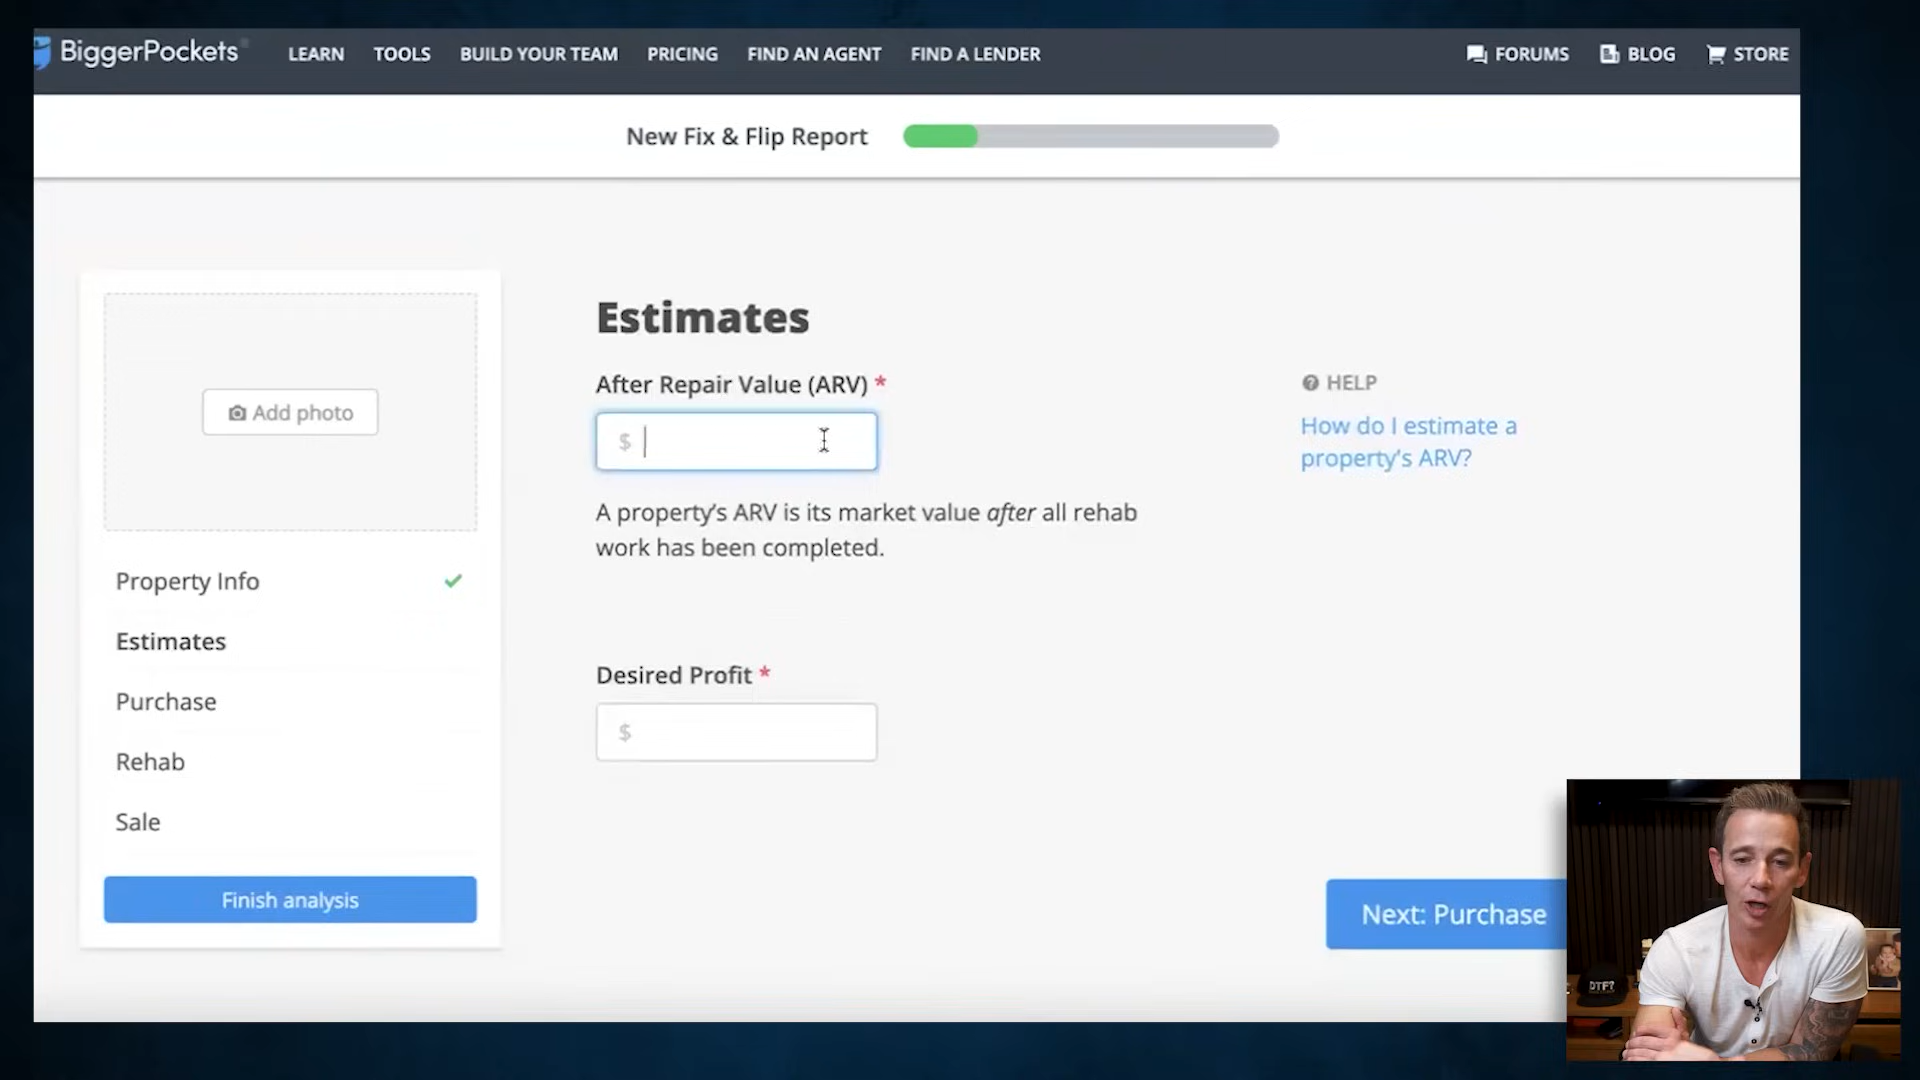 BiggerPockets
LEARN TOOLS BUILD YOUR TEAM PRICING FIND AN AGENT FIND A LENDER FORUMS BLOG STORE
New Fix & Flip Report
Add photo
Property Info
Estimates
Purchase
Rehab
Sale
Finish analysis
Estimates
After Repair Value (ARV) *
$
A property's ARV is its market value after all rehab
work has been completed.
Desired Profit *
$
HELP
How do I estimate a
property's ARV?
Next: Purchase
DTF?